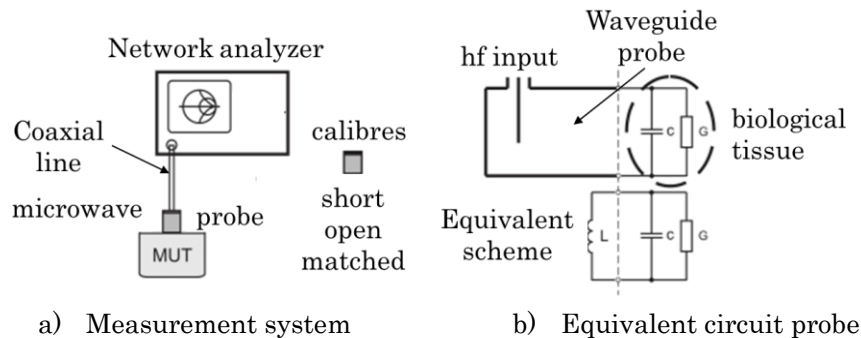 Network analyzer
Coaxial
line
microwave
probe
MUT
calibres
short
open
matched
a) Measurement system
Waveguide
probe
hf input
C
G
biological
tissue
Equivalent
scheme
L
C
G
b) Equivalent circuit probe